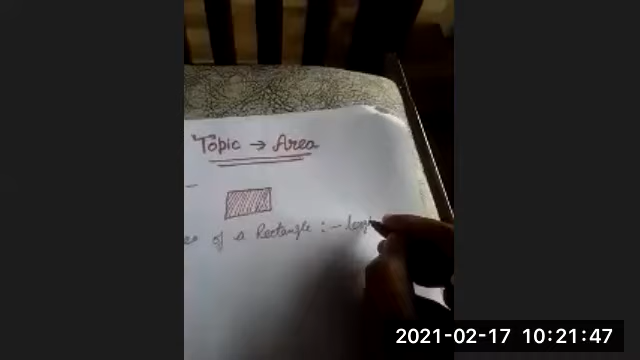 Topic → Area
of a Rectangle :-
2021-02-17 10:21:47